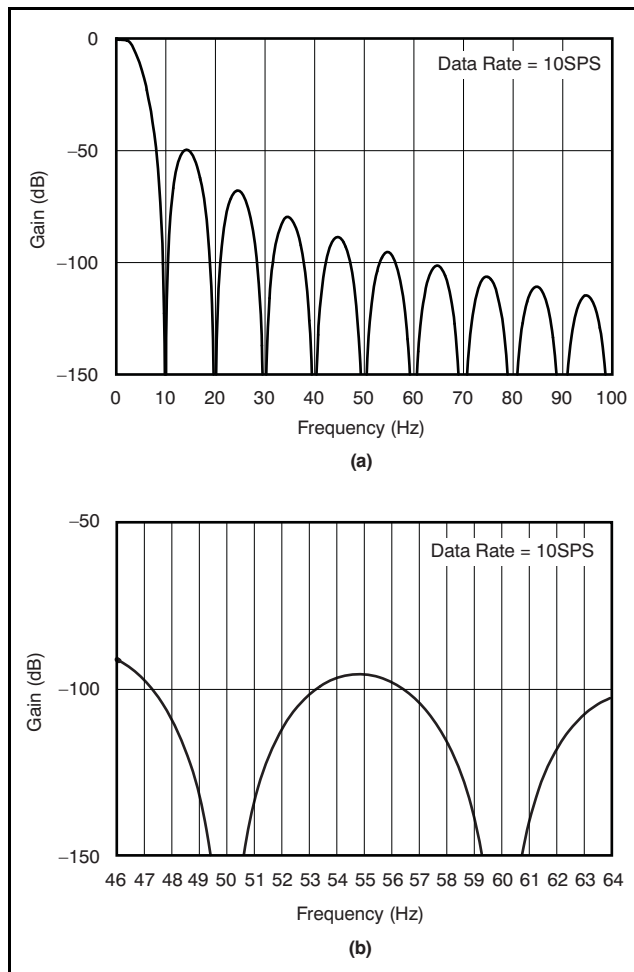 0
Data Rate = 10SPS
−50
Gain (dB)
−100
−150
0 10 20 30 40 50 60 70 80 90 100
Frequency (Hz)
(a)
−50
Data Rate = 10SPS
Gain (dB)
−100
−150
46 47 48 49 50 51 52 53 54 55 56 57 58 59 60 61 62 63 64
Frequency (Hz)
(b)